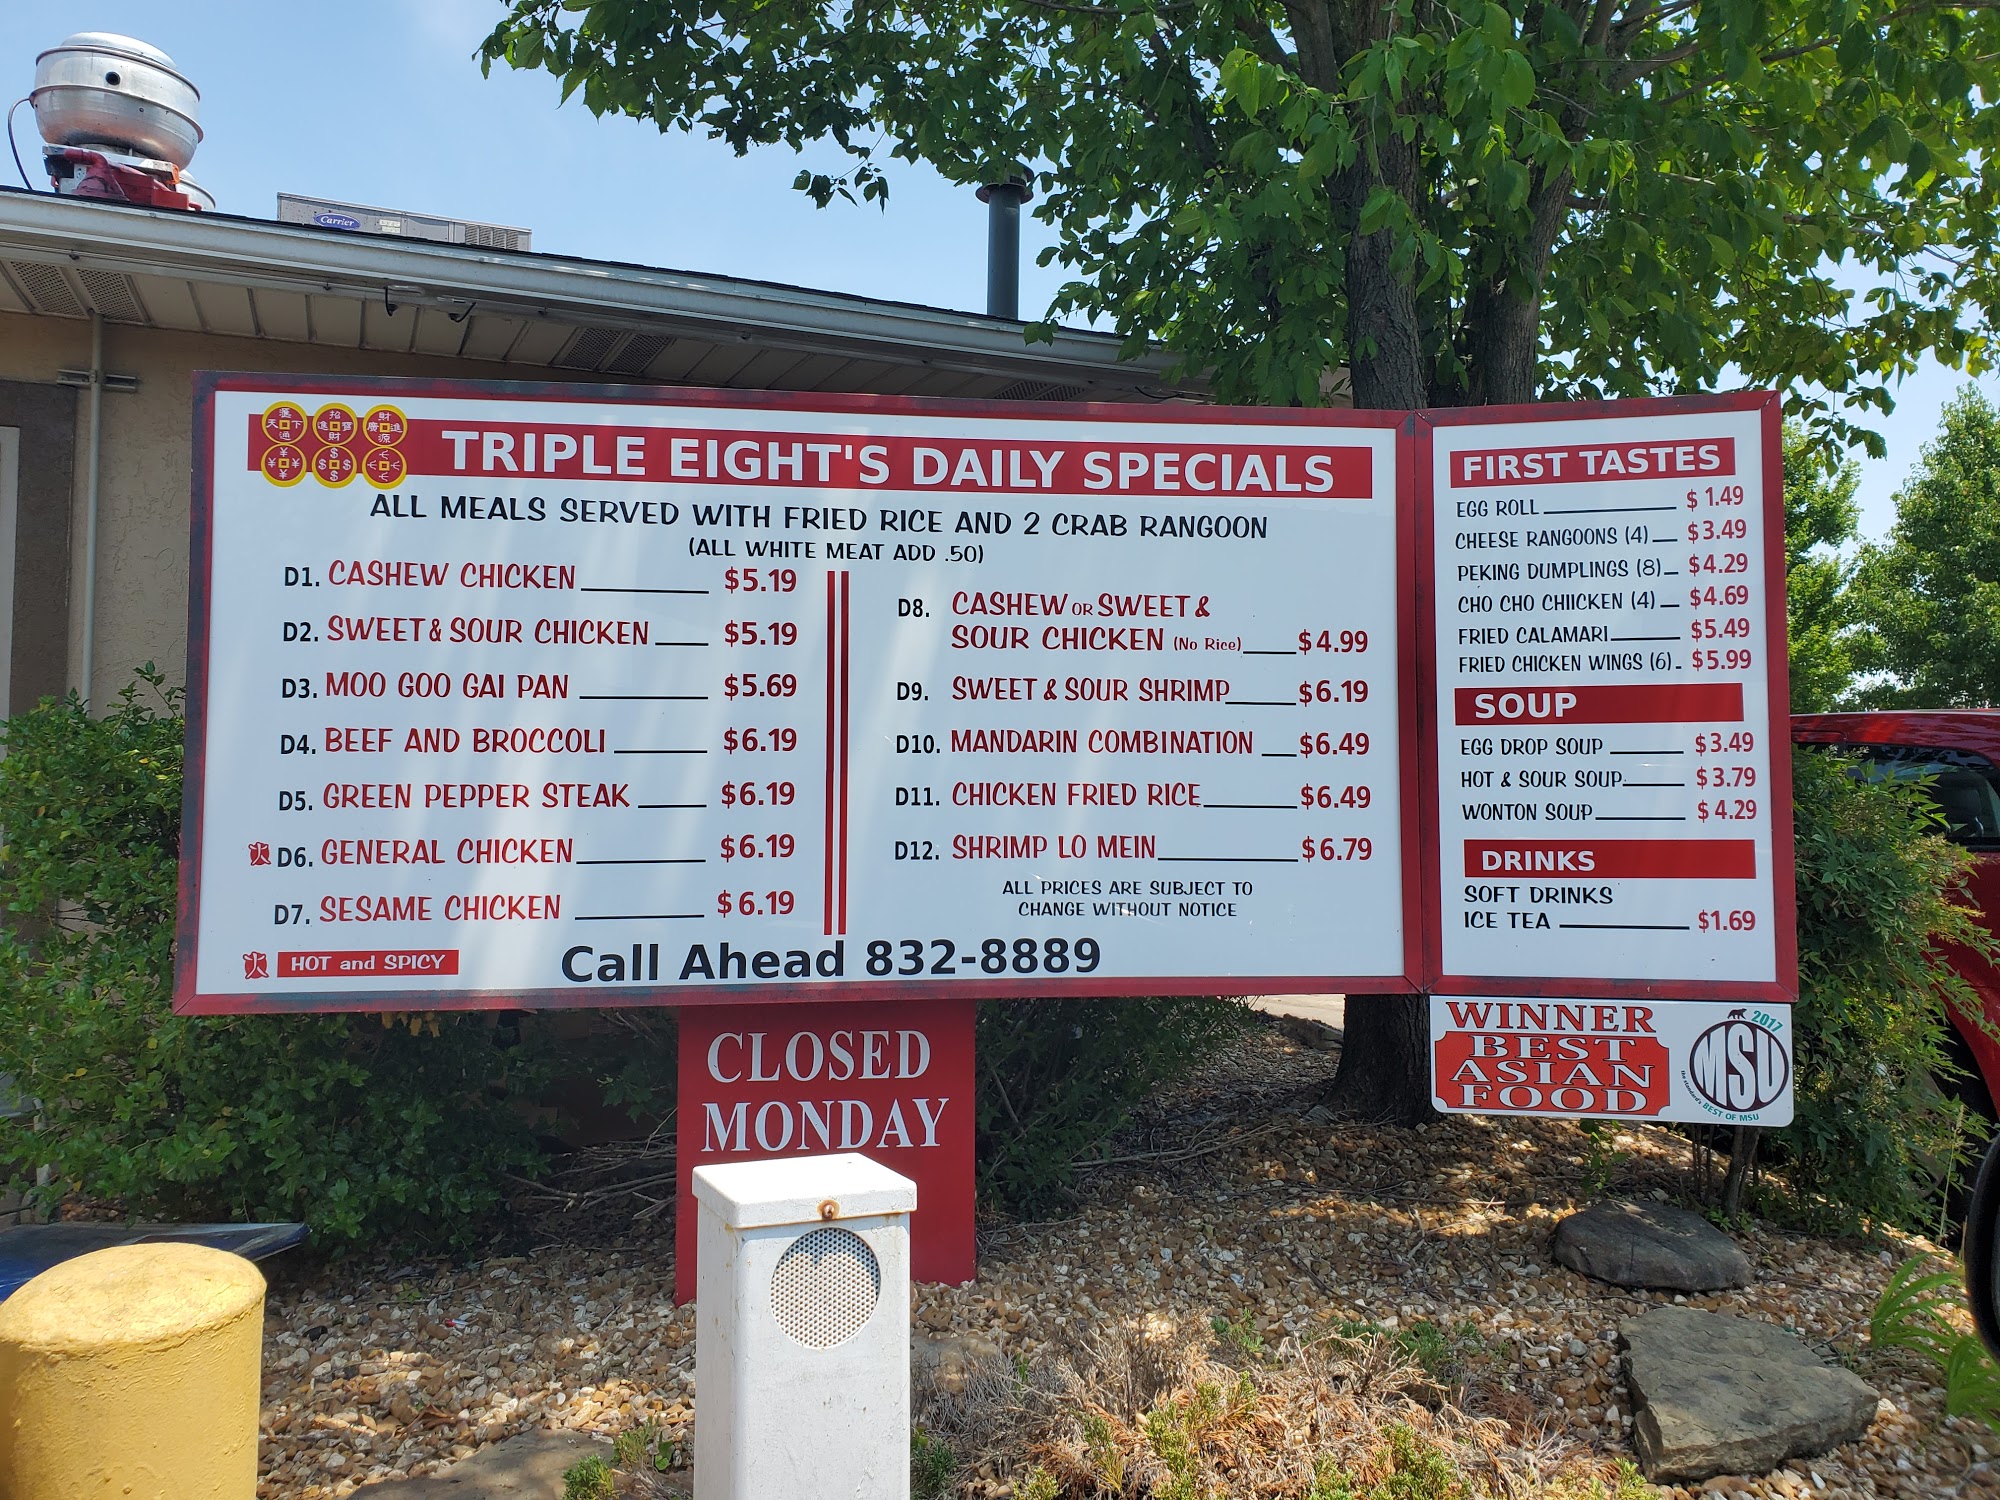 Carrier
TRIPLE EIGHT'S DAILY SPECIALS
ALL MEALS SERVED WITH FRIED RICE AND 2 CRAB RANGOON
(ALL WHITE MEAT ADD .50)
D1. CASHEW CHICKEN $5.19
D2. SWEET & SOUR CHICKEN $5.19
D3. MOO GOO GAI PAN $5.69
D4. BEEF AND BROCCOLI $6.19
D5. GREEN PEPPER STEAK $6.19
D6. GENERAL CHICKEN $6.19
D7. SESAME CHICKEN $6.19
HOT and SPICY
D8. CASHEW OR SWEET &
SOUR CHICKEN (No Rice) $4.99
D9. SWEET & SOUR SHRIMP $6.19
D10. MANDARIN COMBINATION $6.49
D11. CHICKEN FRIED RICE $6.49
D12. SHRIMP LO MEIN $6.79
ALL PRICES ARE SUBJECT TO
CHANGE WITHOUT NOTICE
Call Ahead 832-8889
FIRST TASTES
EGG ROLL $1.49
CHEESE RANGOONS (4) $3.49
PEKING DUMPLINGS (8) $4.29
CHO CHO CHIICKEN (4) $4.69
FRIED CALAMARI $5.49
FRIED CHICKEN WINGS (6) $5.99
SOUP
EGG DROP SOUP $3.49
HOT & SOUR SOUP $3.79
WONTON SOUP $4.29
DRINKS
SOFT DRINKS
ICE TEA $1.69
CLOSED
MONDAY
WINNER
BEST
ASIAN
FOOD
2017
MSU
the standard's BEST OF MSU